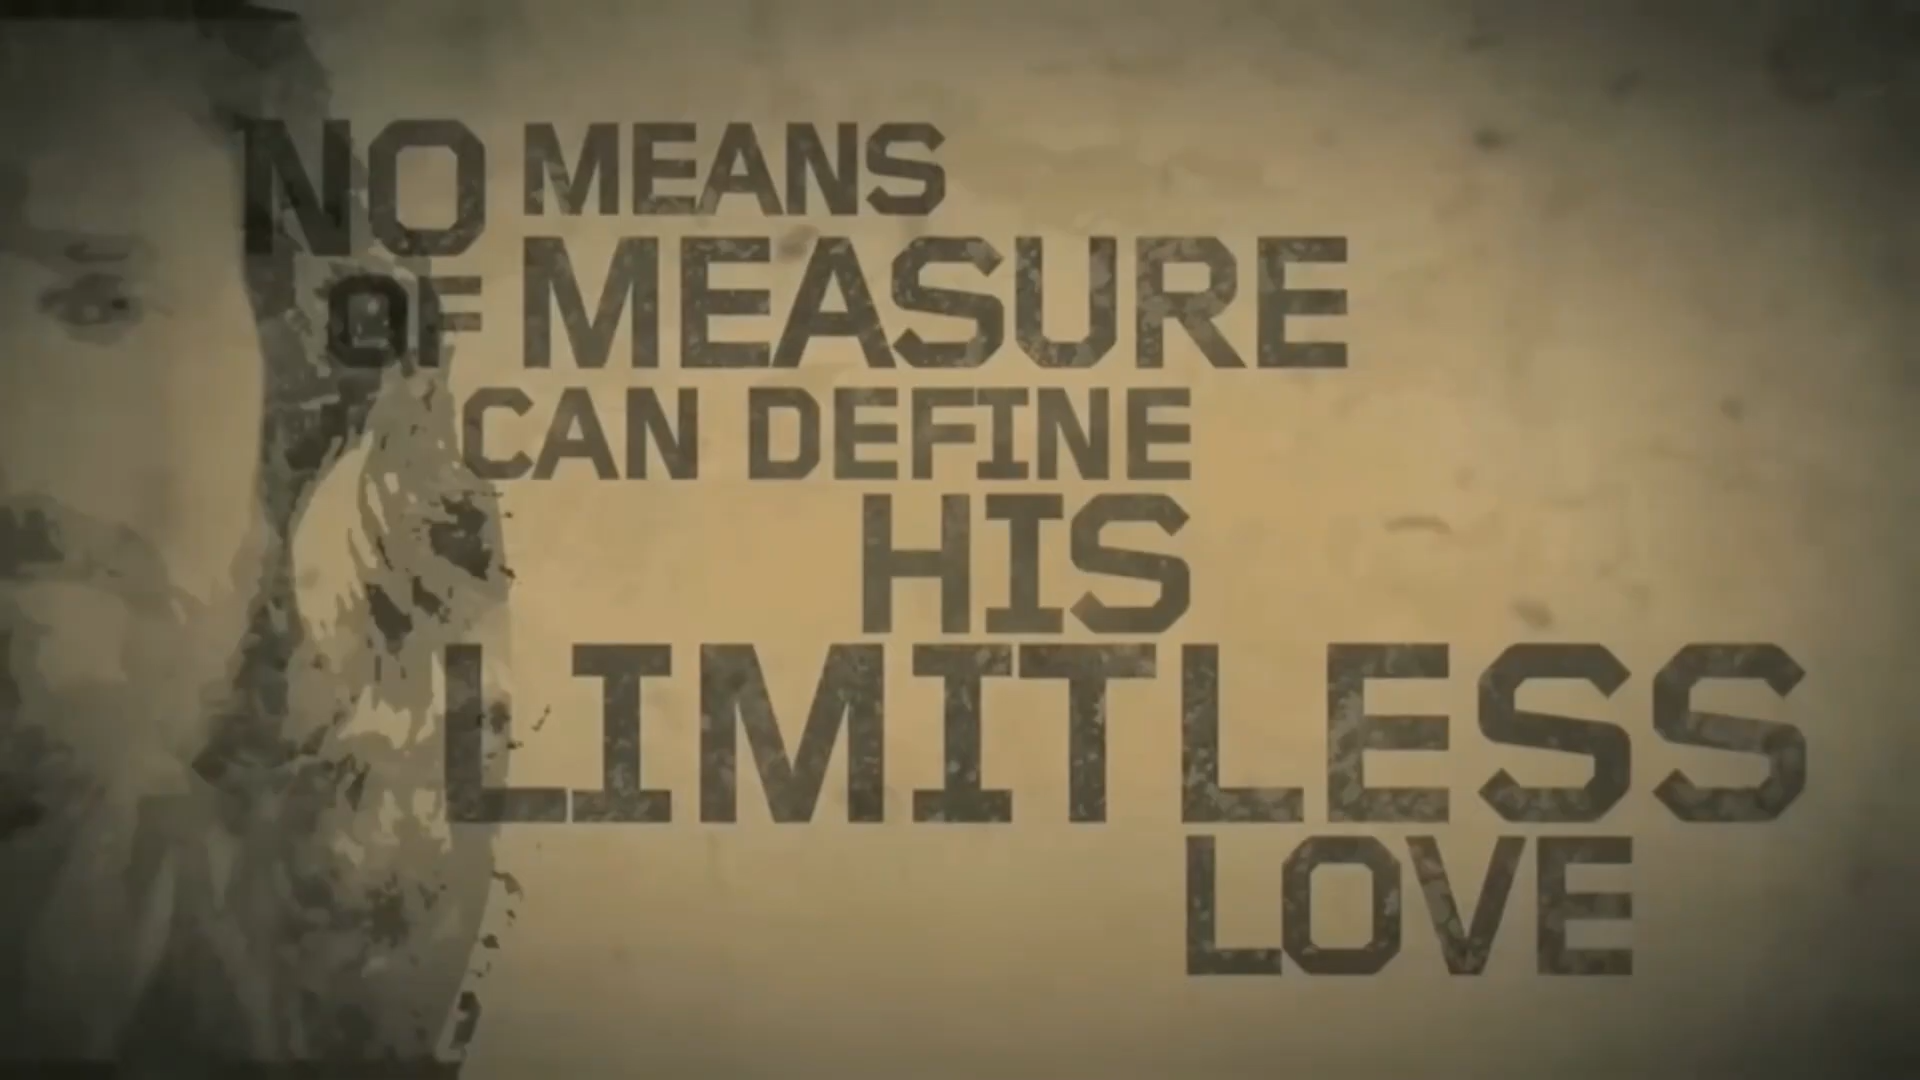 NO MEANS
OF MEASURE
CAN DEFINE
HIS
LIMITLESS
LOVE